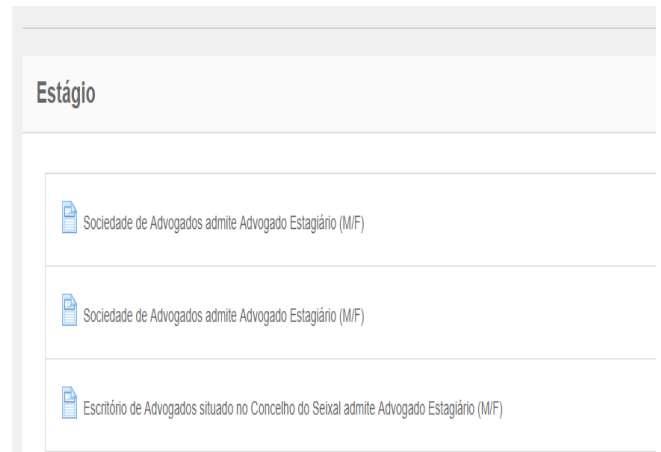 Estágio
Sociedade de Advogados admite Advogado Estagiário (M/F)
Sociedade de Advogados admite Advogado Estagiário (M/F)
Escritório de Advogados situado no Concelho do Seixal admite Advogado Estagiário (M/F)